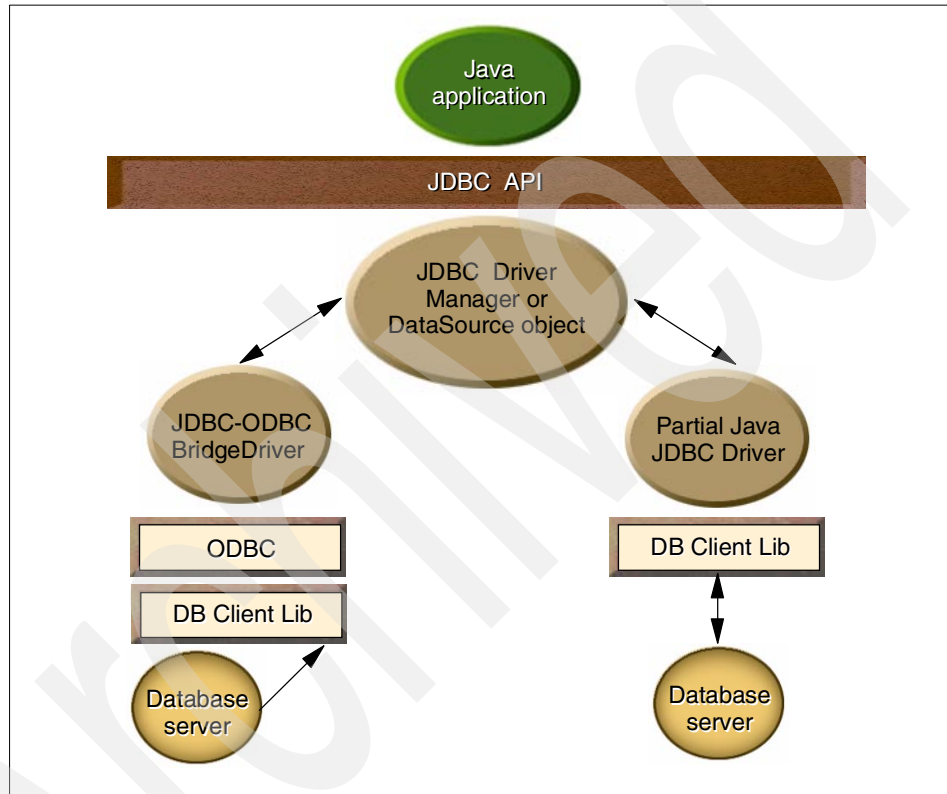 Java
application
JDBC API
JDBC Driver
Manager or
DataSource object
JDBC-ODBC
BridgeDriver
Partial Java
JDBC Driver
ODBC
DB Client Lib
DB Client Lib
Database
server
Database
server
Archived